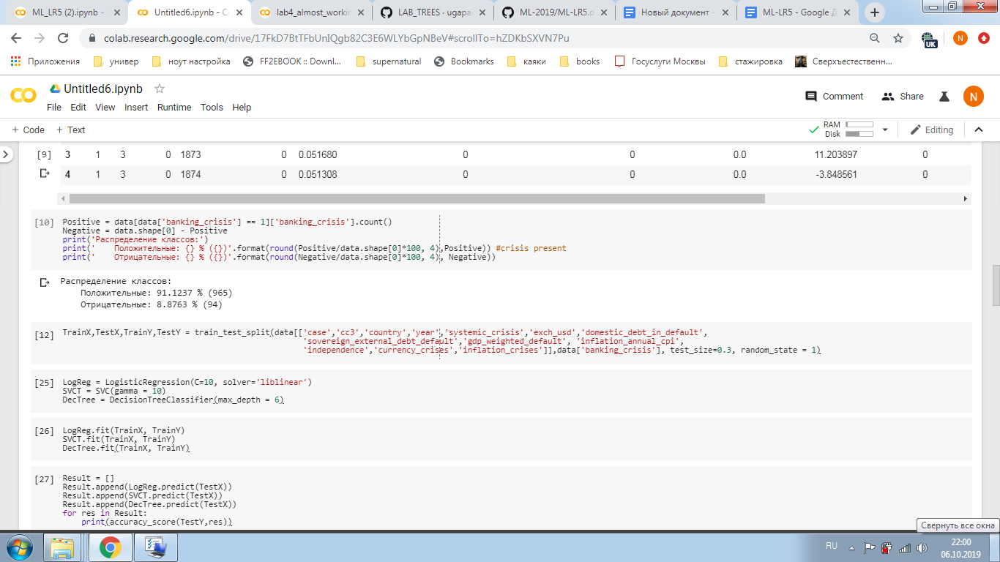 ML_LR5 (2).ipynb -
Untitled6.ipynb - Co
lab4_almost_workin
LAB_TREES · ugapan
ML-2019/ML-LR5.d
Новый документ -
ML-LR5 - Google Д
colab.research.google.com/drive/17FkD7BtTFbUnIQgb82C3E6WLYbGpNBeV#scrollTo=hZDKbSXVN7Pu
UK
N
Приложения
универ
ноут настройка
FF2EBOOK :: Downl...
supernatural
Bookmarks
каяки
books
Госуслуги Москвы
стажировка
Сверхъестественн...
Untitled6.ipynb
File Edit View Insert Runtime Tools Help
Comment
Share
N
+ Code + Text
RAM
Disk
Editing
[9] 3 1 3 0 1873 0 0.051680 0 0 0.0 11.203897 0
4 1 3 0 1874 0 0.051308 0 0 0.0 -3.848561 0
[10] Positive = data[data['banking_crisis'] == 1]['banking_crisis'].count()
Negative = data.shape[0] - Positive
print('Распределение классов:')
print('    Положительные: {} % ({})'.format(round(Positive/data.shape[0]*100, 4),Positive)) #crisis present
print('    Отрицательные: {} % ({})'.format(round(Negative/data.shape[0]*100, 4), Negative))
Распределение классов:
Положительные: 91.1237 % (965)
Отрицательные: 8.8763 % (94)
[12] TrainX,TestX,TrainY,TestY = train_test_split(data[['case','cc3','country','year','systemic_crisis','exch_usd','domestic_debt_in_default',
'sovereign_external_debt_default','gdp_weighted_default', 'inflation_annual_cpi',
'independence','currency_crises','inflation_crises']],data['banking_crisis'], test_size=0.3, random_state = 1)
[25] LogReg = LogisticRegression(C=10, solver='liblinear')
SVCT = SVC(gamma = 10)
DecTree = DecisionTreeClassifier(max_depth = 6)
[26] LogReg.fit(TrainX, TrainY)
SVCT.fit(TrainX, TrainY)
DecTree.fit(TrainX, TrainY)
[27] Result = []
Result.append(LogReg.predict(TestX))
Result.append(SVCT.predict(TestX))
Result.append(DecTree.predict(TestX))
for res in Result:
print(accuracy_score(TestY,res))
Свернуть все окна
RU
22:00
06.10.2019